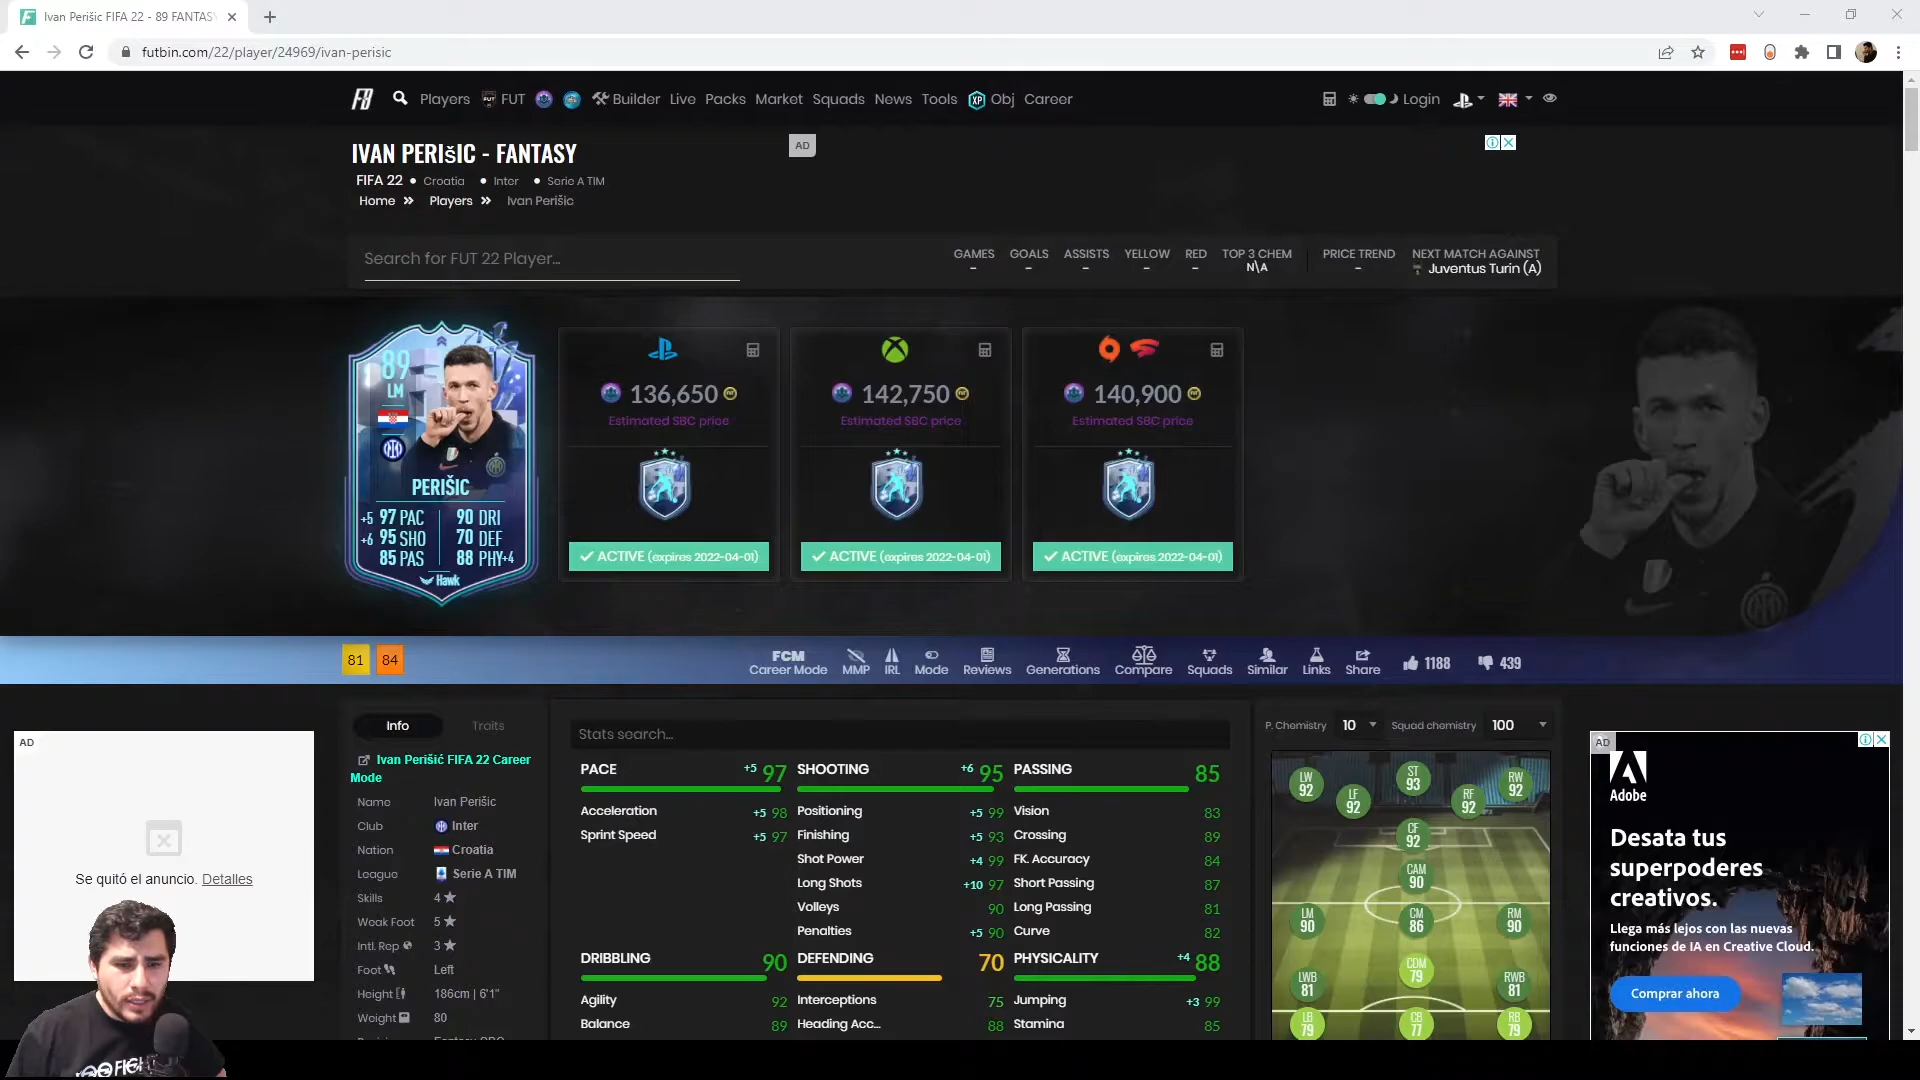 Ivan Perišic FIFA 22 - 89 FANTAS
futbin.com/22/player/24969/ivan-perisic
Players FUT Builder Live Packs Market Squads News Tools XP Obj Career Login
IVAN PERIšIC - FANTASY
AD
FIFA 22 • Croatia • Inter • Serie A TIM
Home » Players » Ivan Perišic
Search for FUT 22 Player...
GAMES GOALS ASSISTS YELLOW RED TOP 3 CHEM PRICE TREND NEXT MATCH AGAINST
- - - - - N\A - Juventus Turin (A)
89
LM
PERIŠIC
+5 97 PAC 90 DRI
+6 95 SHO 70 DEF
85 PAS 88 PHY+4
Hawk
136,650
Estimated SBC price
ACTIVE (expires 2022-04-01)
142,750
Estimated SBC price
ACTIVE (expires 2022-04-01)
140,900
Estimated SBC price
ACTIVE (expires 2022-04-01)
81 84
FCM
Career Mode MMP IRL Mode Reviews Generations Compare Squads Similar Links Share 1188 439
AD
Se quitó el anuncio. Detalles
Info Traits
Ivan Perišić FIFA 22 Career
Mode
Name Ivan Perišic
Club Inter
Nation Croatia
League Serie A TIM
Skills 4
Weak Foot 5
Intl. Rep 3
Foot Left
Height 186cm | 6'1"
Weight 80
Stats search...
PACE +5 97
Acceleration +5 98
Sprint Speed +5 97
SHOOTING +6 95
Positioning +5 99
Finishing +5 93
Shot Power +4 99
Long Shots +10 97
Volleys 90
Penalties +5 90
PASSING 85
Vision 83
Crossing 89
FK. Accuracy 84
Short Passing 87
Long Passing 81
Curve 82
DRIBBLING 90
Agility 92
Balance 89
DEFENDING 70
Interceptions 75
Heading Acc... 88
PHYSICALITY +4 88
Jumping +3 99
Stamina 85
P. Chemistry 10 Squad chemistry 100
LW
92
LF
92
ST
93
RF
92
RW
92
CF
92
CAM
90
LM
90
CM
86
RM
90
LWB
81
CDM
79
RWB
81
LB
79
CB
77
RB
79
AD
Adobe
Desata tus
superpoderes
creativos.
Llega más lejos con las nuevas
funciones de IA en Creative Cloud.
Comprar ahora